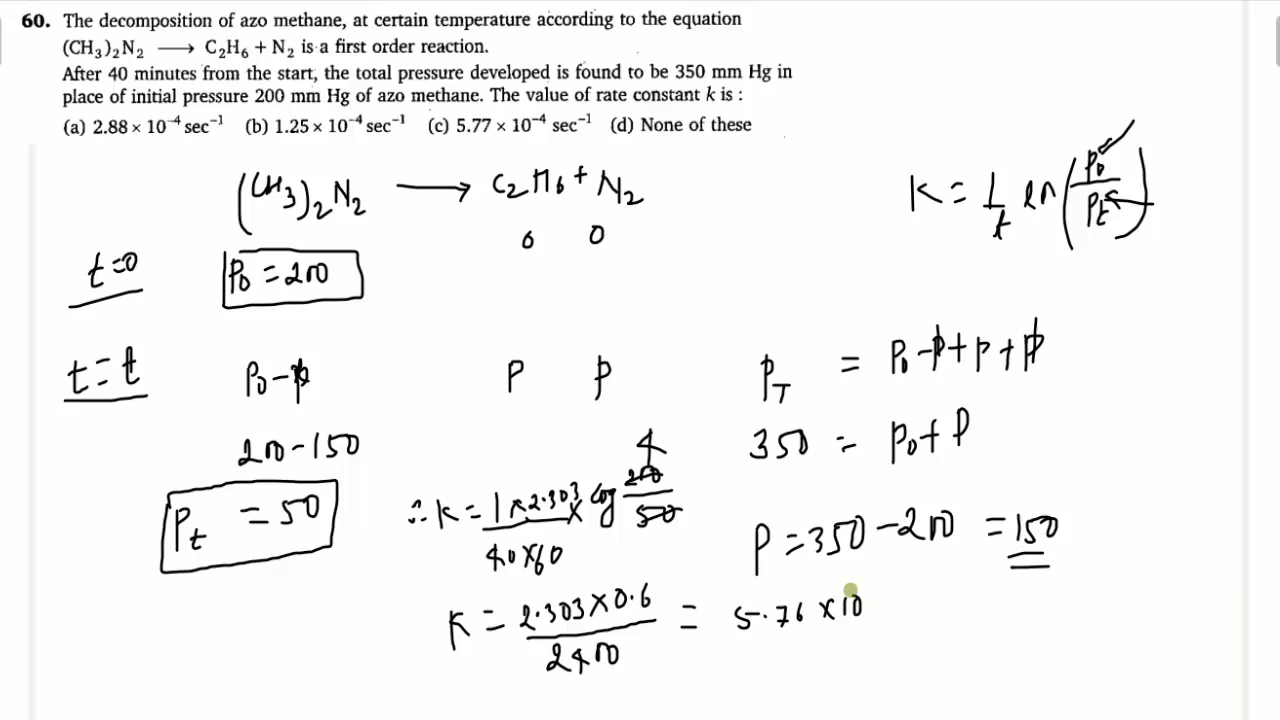 60. The decomposition of azo methane, at certain temperature according to the equation
(CH₃)₂N₂ ⟶ C₂H₆ + N₂ is a first order reaction.
After 40 minutes from the start, the total pressure developed is found to be 350 mm Hg in
place of initial pressure 200 mm Hg of azo methane. The value of rate constant k is :
(a) 2.88 × 10⁻⁴ sec⁻¹ (b) 1.25 × 10⁻⁴ sec⁻¹ (c) 5.77 × 10⁻⁴ sec⁻¹ (d) None of these
(CH₃)₂N₂ ⟶ C₂H₆ + N₂
K = 1/t ln(P₀/Pt)
0 0
t=0 P₀ = 200
t=t P₀-p P p P_T = P₀-p+p+p
200-150 350 = P₀+P
Pt = 50 ∴K = 1×2.303/40×60 × log 200/50 4
P = 350 - 200 = 150
K = 2.303×0.6/2400 = 5.76 ×10